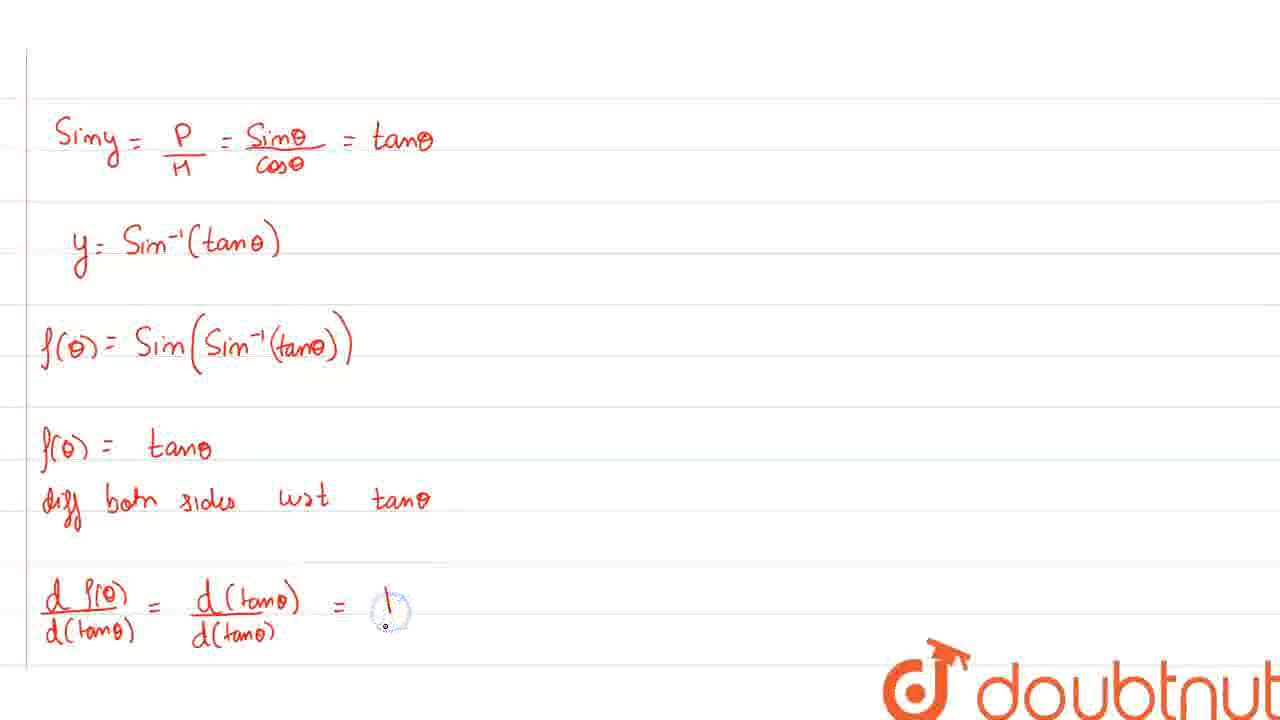 Siny = P/H = Sinθ/cosθ = tanθ
y = Sin⁻¹(tanθ)
f(θ) = Sin(Sin⁻¹(tanθ))
f(θ) = tanθ
diff both sides wrt tanθ
d f(θ)/d(tanθ) = d(tanθ)/d(tanθ) = 1
doubtnut